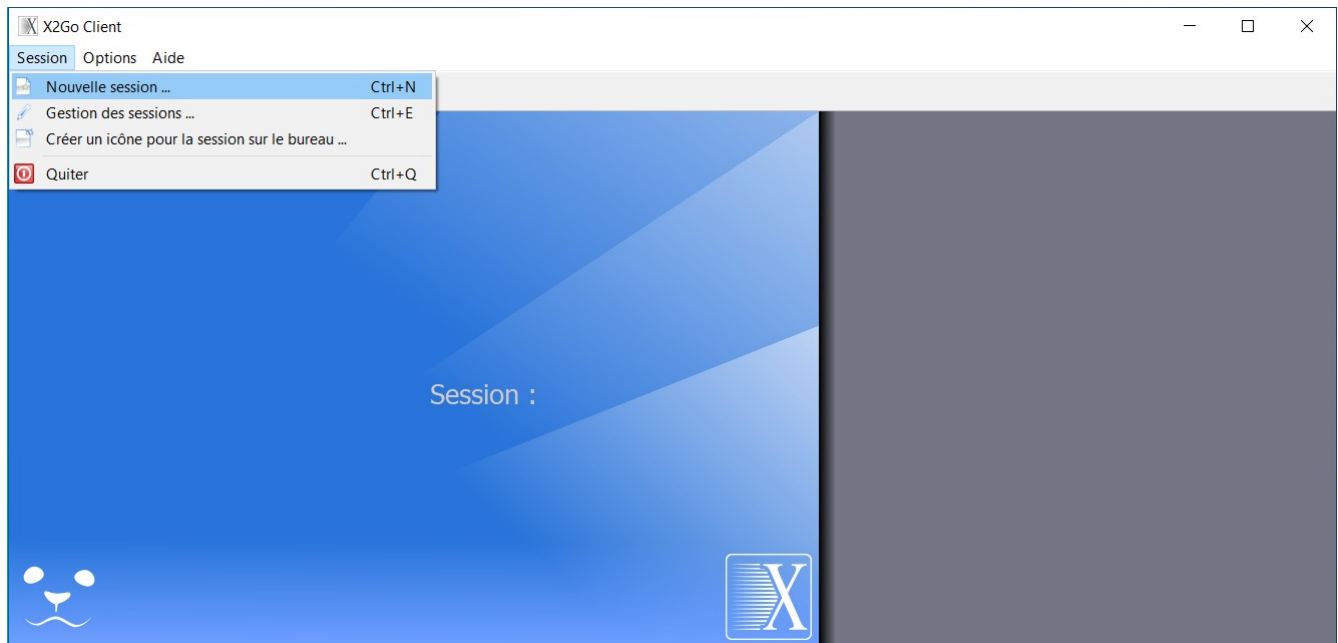 X2Go Client
Session Options Aide
Nouvelle session ... Ctrl+N
Gestion des sessions ... Ctrl+E
Créer un icône pour la session sur le bureau ...
Quiter Ctrl+Q
Session :
X